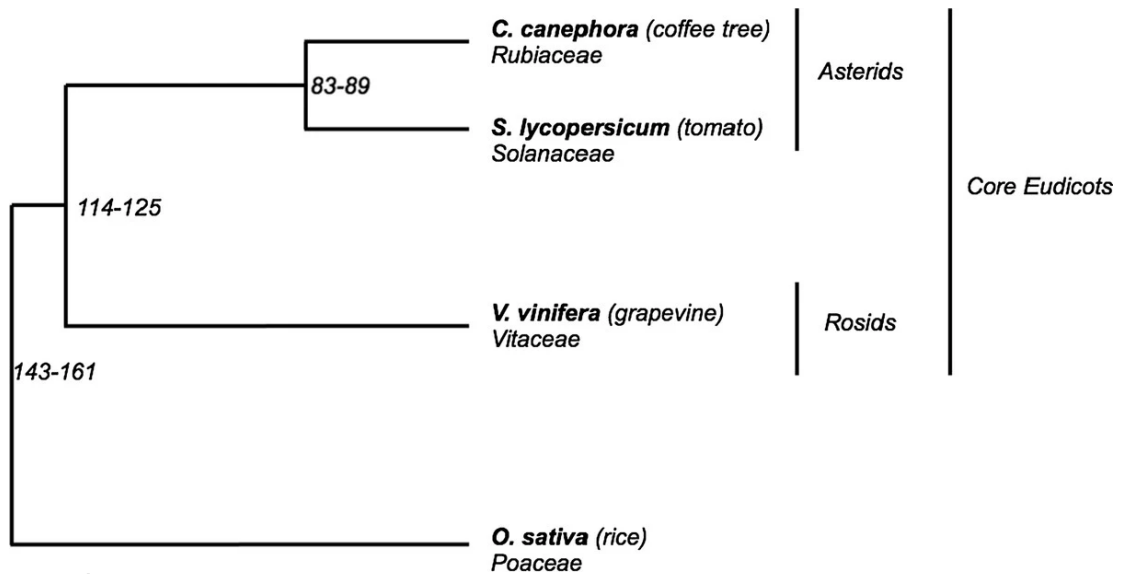 C. canephora (coffee tree)
Rubiaceae
Asterids
83-89
S. lycopersicum (tomato)
Solanaceae
Core Eudicots
114-125
V. vinifera (grapevine)
Vitaceae
Rosids
143-161
O. sativa (rice)
Poaceae